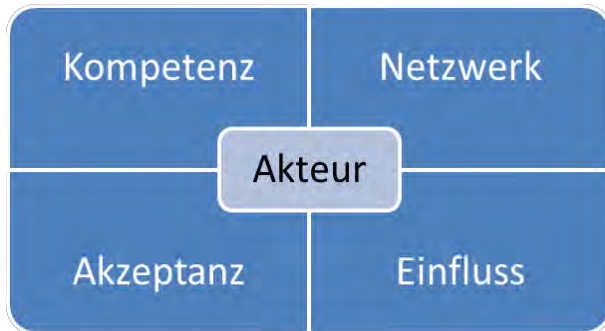 Kompetenz
Netzwerk
Akteur
Akzeptanz
Einfluss